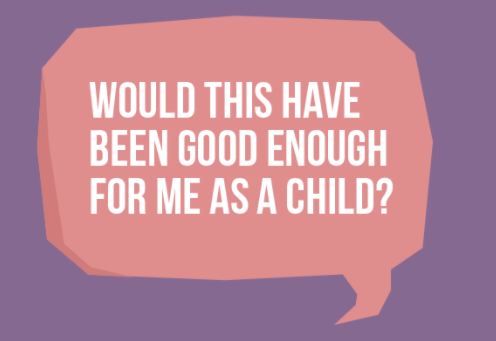 WOULD THIS HAVE
BEEN GOOD ENOUGH
FOR ME AS A CHILD?